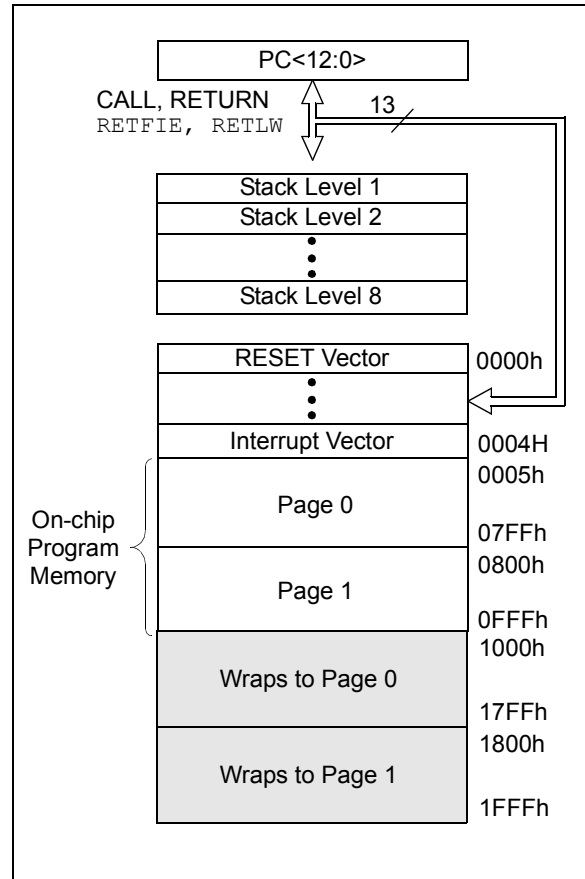 PC<12:0>
CALL, RETURN
RETFIE, RETLW
13
Stack Level 1
Stack Level 2
Stack Level 8
RESET Vector
0000h
Interrupt Vector
0004H
0005h
On-chip
Program
Memory
Page 0
07FFh
0800h
Page 1
0FFFh
1000h
Wraps to Page 0
17FFh
1800h
Wraps to Page 1
1FFFh